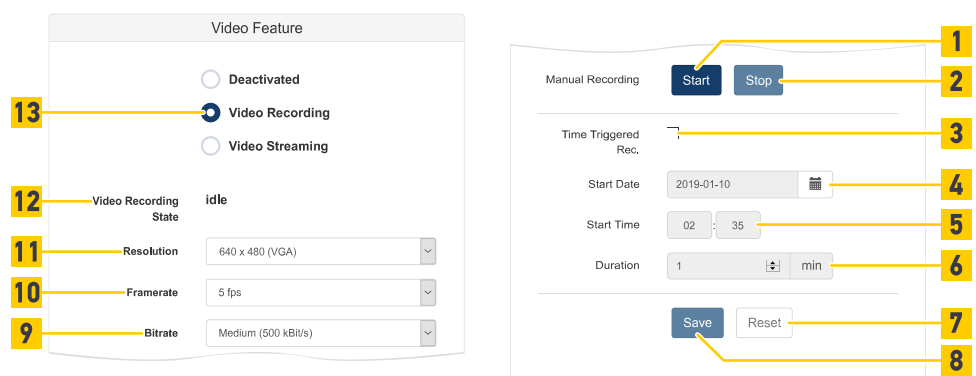 Video Feature
Deactivated
13
Video Recording
Video Streaming
12
Video Recording
State
idle
11
Resolution
640 x 480 (VGA)
10
Framerate
5 fps
9
Bitrate
Medium (500 kBit/s)
1
Manual Recording
Start
Stop
2
Time Triggered
Rec.
3
Start Date
2019-01-10
4
Start Time
02 : 35
5
Duration
1
min
6
Save
Reset
7
8